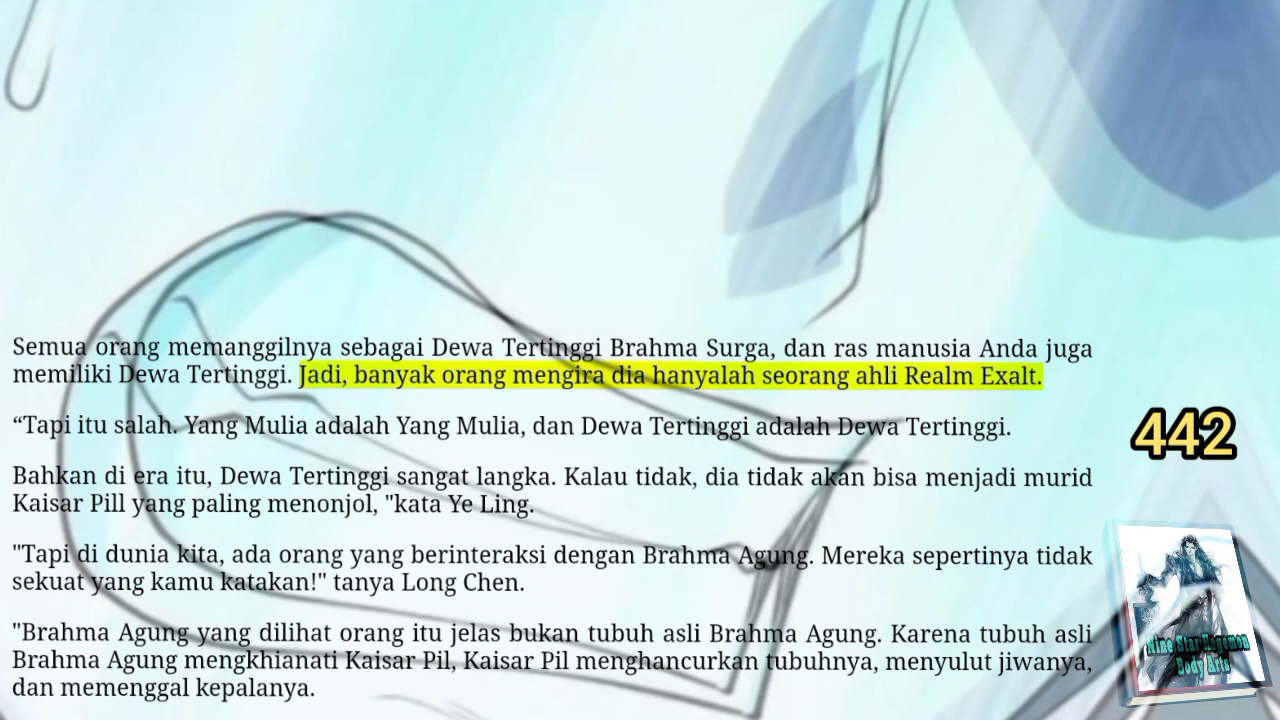 Semua orang memanggilnya sebagai Dewa Tertinggi Brahma Surga, dan ras manusia Anda juga
memiliki Dewa Tertinggi. Jadi, banyak orang mengira dia hanyalah seorang ahli Realm Exalt.
“Tapi itu salah. Yang Mulia adalah Yang Mulia, dan Dewa Tertinggi adalah Dewa Tertinggi.
Bahkan di era itu, Dewa Tertinggi sangat langka. Kalau tidak, dia tidak akan bisa menjadi murid
Kaisar Pill yang paling menonjol, "kata Ye Ling.
"Tapi di dunia kita, ada orang yang berinteraksi dengan Brahma Agung. Mereka sepertinya tidak
sekuat yang kamu katakan!" tanya Long Chen.
"Brahma Agung yang dilihat orang itu jelas bukan tubuh asli Brahma Agung. Karena tubuh asli
Brahma Agung mengkhianati Kaisar Pil, Kaisar Pil menghancurkan tubuhnya, menyulut jiwanya,
dan memenggal kepalanya.
442
Nine Star Hegemon
Body Arts